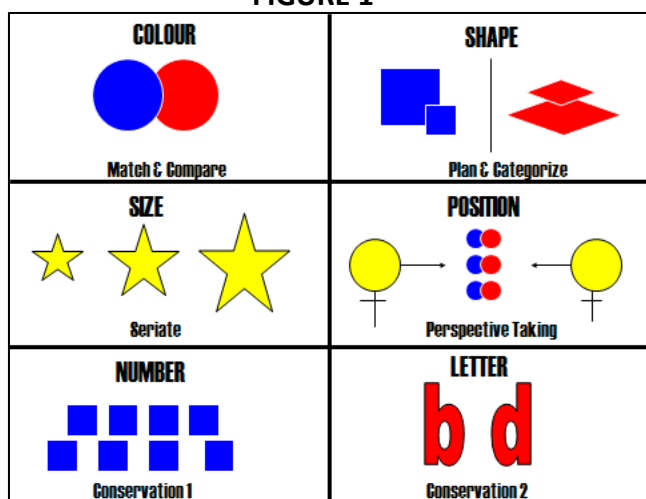 FIGURE 1
COLOUR
Match & Compare
SHAPE
Plan & Categorize
SIZE
Seriate
POSITION
Perspective Taking
NUMBER
Conservation 1
LETTER
b d
Conservation 2